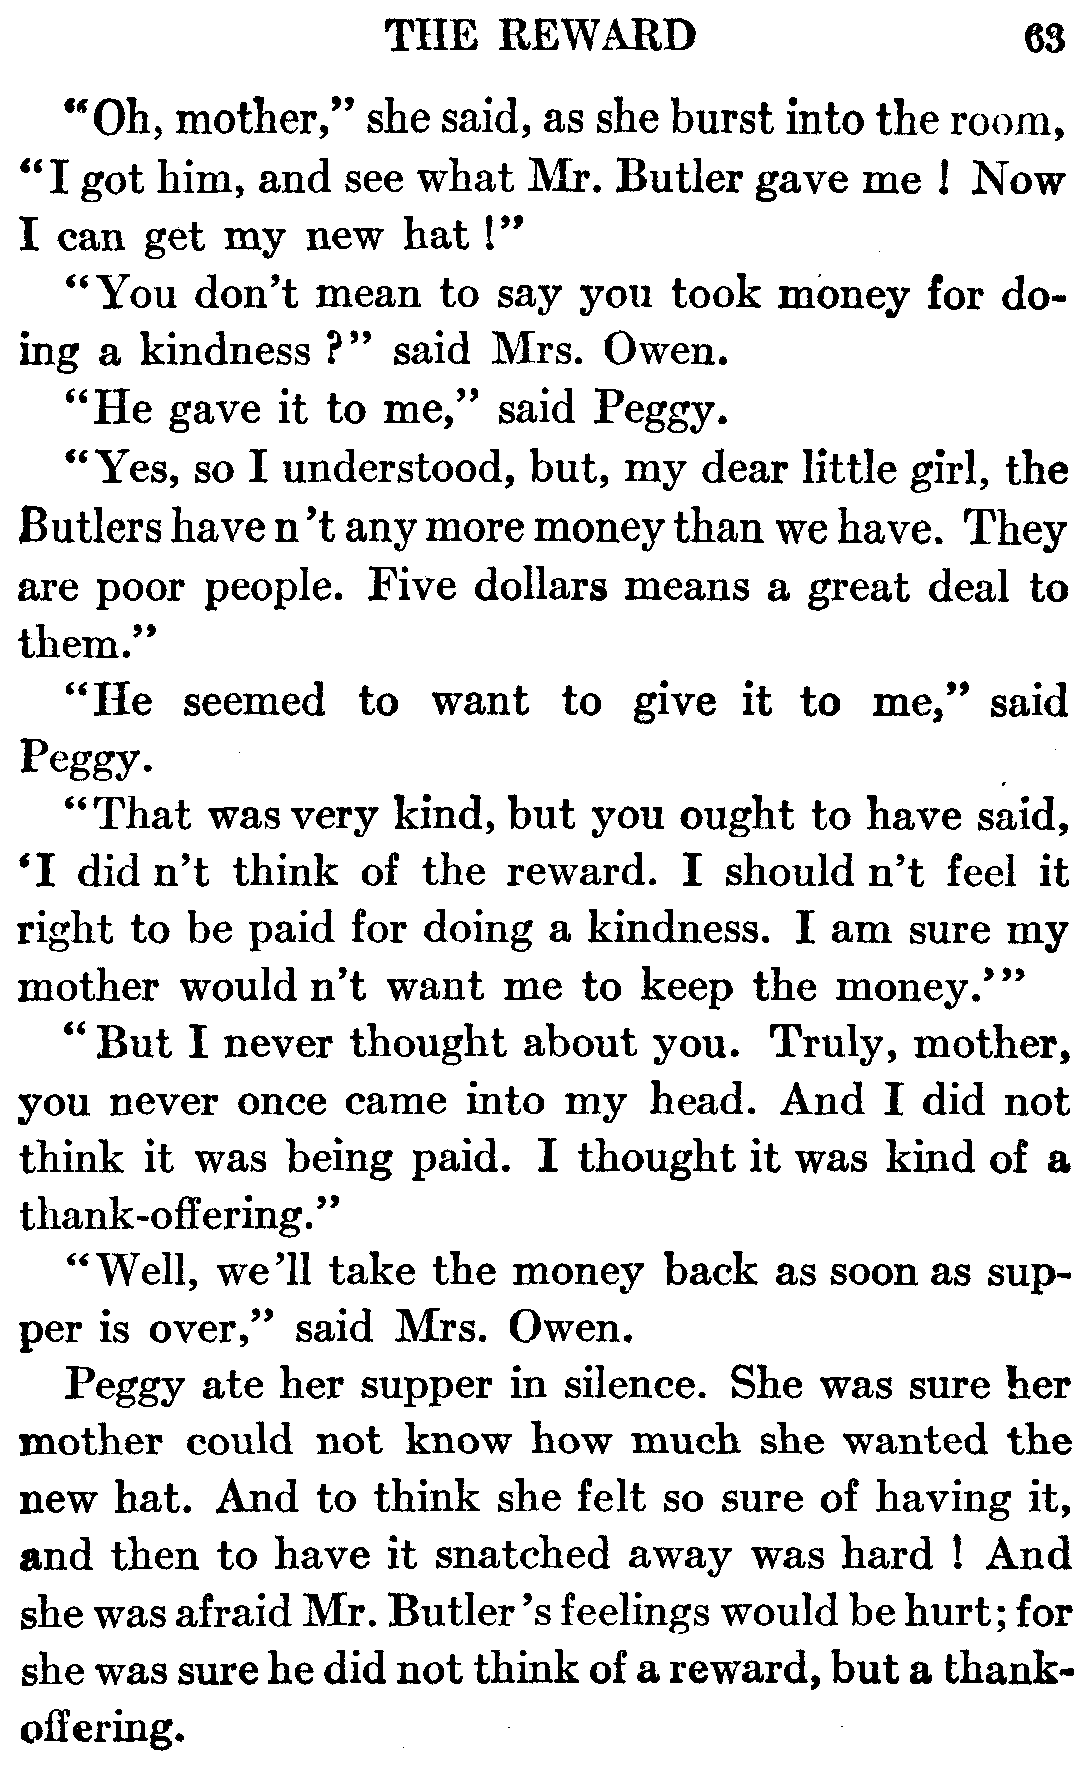 THE REWARD 63
"Oh, mother," she said, as she burst into the room,
"I got him, and see what Mr. Butler gave me ! Now
I can get my new hat !"
"You don't mean to say you took money for do-
ing a kindness ?" said Mrs. Owen.
"He gave it to me," said Peggy.
"Yes, so I understood, but, my dear little girl, the
Butlers have n't any more money than we have. They
are poor people. Five dollars means a great deal to
them."
"He seemed to want to give it to me," said
Peggy.
"That was very kind, but you ought to have said,
'I did n't think of the reward. I should n't feel it
right to be paid for doing a kindness. I am sure my
mother would n't want me to keep the money.'"
"But I never thought about you. Truly, mother,
you never once came into my head. And I did not
think it was being paid. I thought it was kind of a
thank-offering."
"Well, we'll take the money back as soon as sup-
per is over," said Mrs. Owen.
Peggy ate her supper in silence. She was sure her
mother could not know how much she wanted the
new hat. And to think she felt so sure of having it,
and then to have it snatched away was hard ! And
she was afraid Mr. Butler's feelings would be hurt; for
she was sure he did not think of a reward, but a thank-
offering.